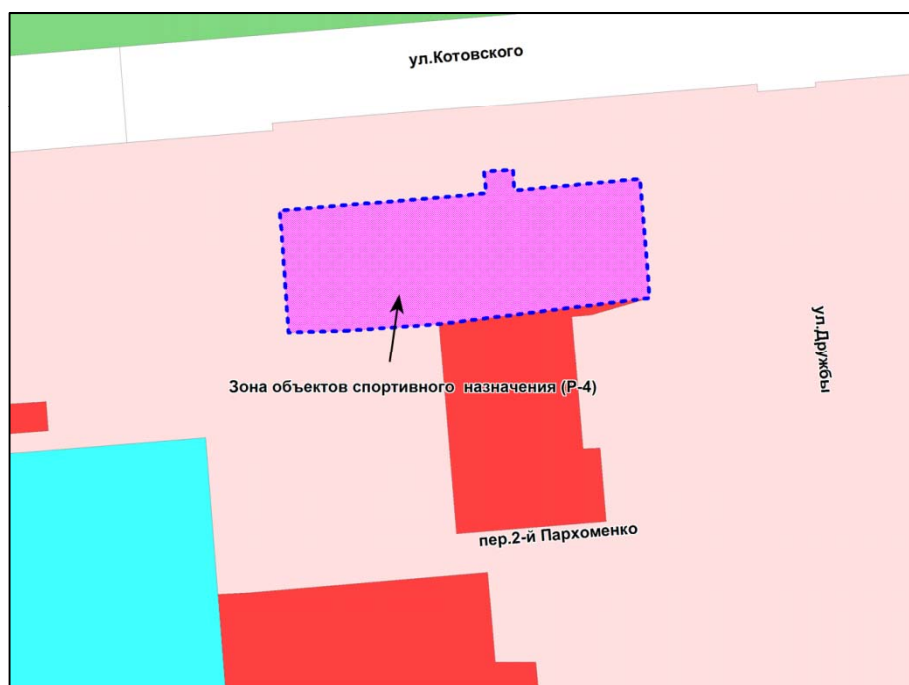 ул.Котовского
ул.Дружбы
Зона объектов спортивного назначения (Р-4)
пер.2-й Пархоменко